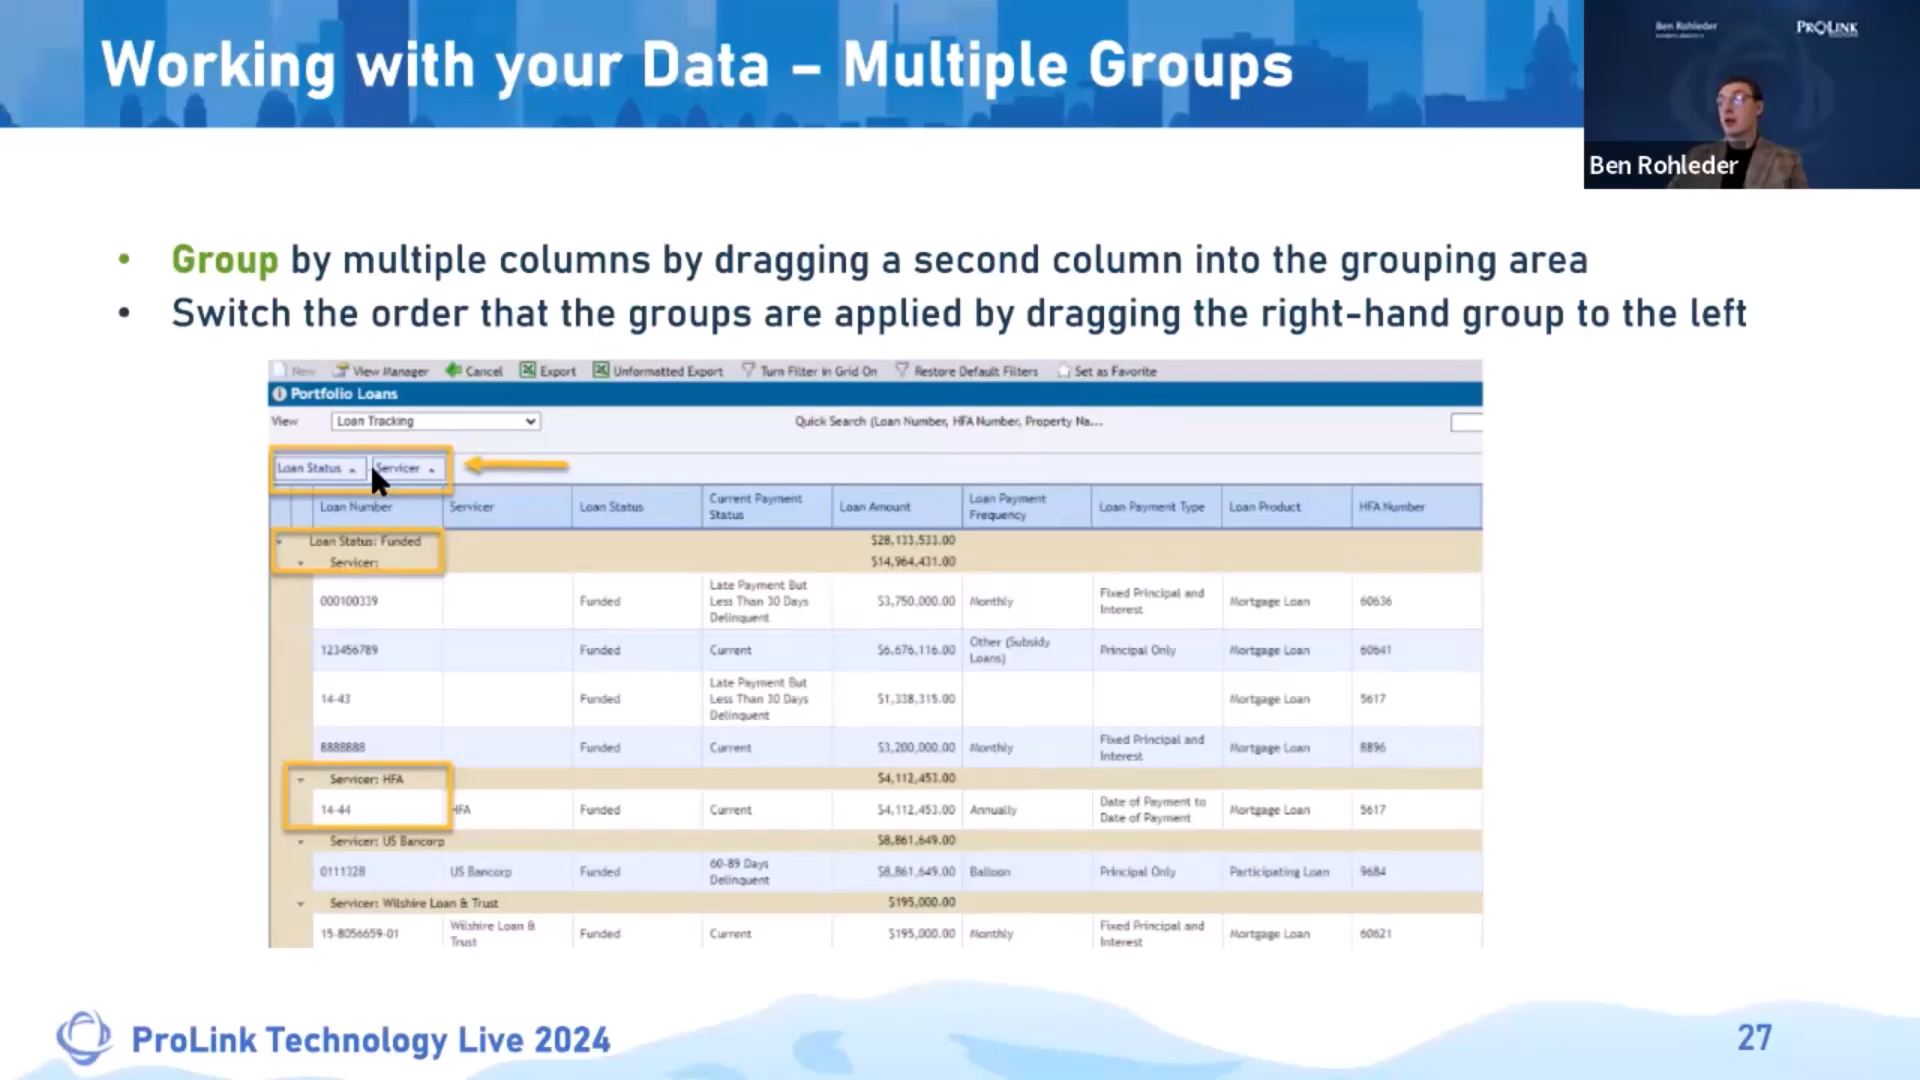 Working with your Data – Multiple Groups
Ben Rohleder
PROLINK
Ben Rohleder
• Group by multiple columns by dragging a second column into the grouping area
• Switch the order that the groups are applied by dragging the right-hand group to the left
New View Manager Cancel Export Unformatted Export Turn Filter in Grid On Restore Default Filters Set as Favorite
Portfolio Loans
View Loan Tracking Quick Search (Loan Number, HFA Number, Property Na...
Loan Status Servicer
Loan Number Servicer Loan Status Current Payment Status Loan Amount Loan Payment Frequency Loan Payment Type Loan Product HFA Number
Loan Status: Funded $28,133,533.00
Servicer: $14,964,431.00
000100339 Funded Late Payment But Less Than 30 Days Delinquent $3,750,000.00 Monthly Fixed Principal and Interest Mortgage Loan 60636
123456789 Funded Current $6,676,116.00 Other (Subsidy Loans) Principal Only Mortgage Loan 60641
14-43 Funded Late Payment But Less Than 30 Days Delinquent $1,338,315.00 Mortgage Loan 5617
8888888 Funded Current $3,200,000.00 Monthly Fixed Principal and Interest Mortgage Loan 8896
Servicer: HFA $4,112,453.00
14-44 HFA Funded Current $4,112,453.00 Annually Date of Payment to Date of Payment Mortgage Loan 5617
Servicer: US Bancorp $8,861,649.00
0111328 US Bancorp Funded 60-89 Days Delinquent $8,861,649.00 Balloon Principal Only Participating Loan 9684
Servicer: Wilshire Loan & Trust $195,000.00
15-8056659-01 Wilshire Loan & Trust Funded Current $195,000.00 Monthly Fixed Principal and Interest Mortgage Loan 60621
ProLink Technology Live 2024
27